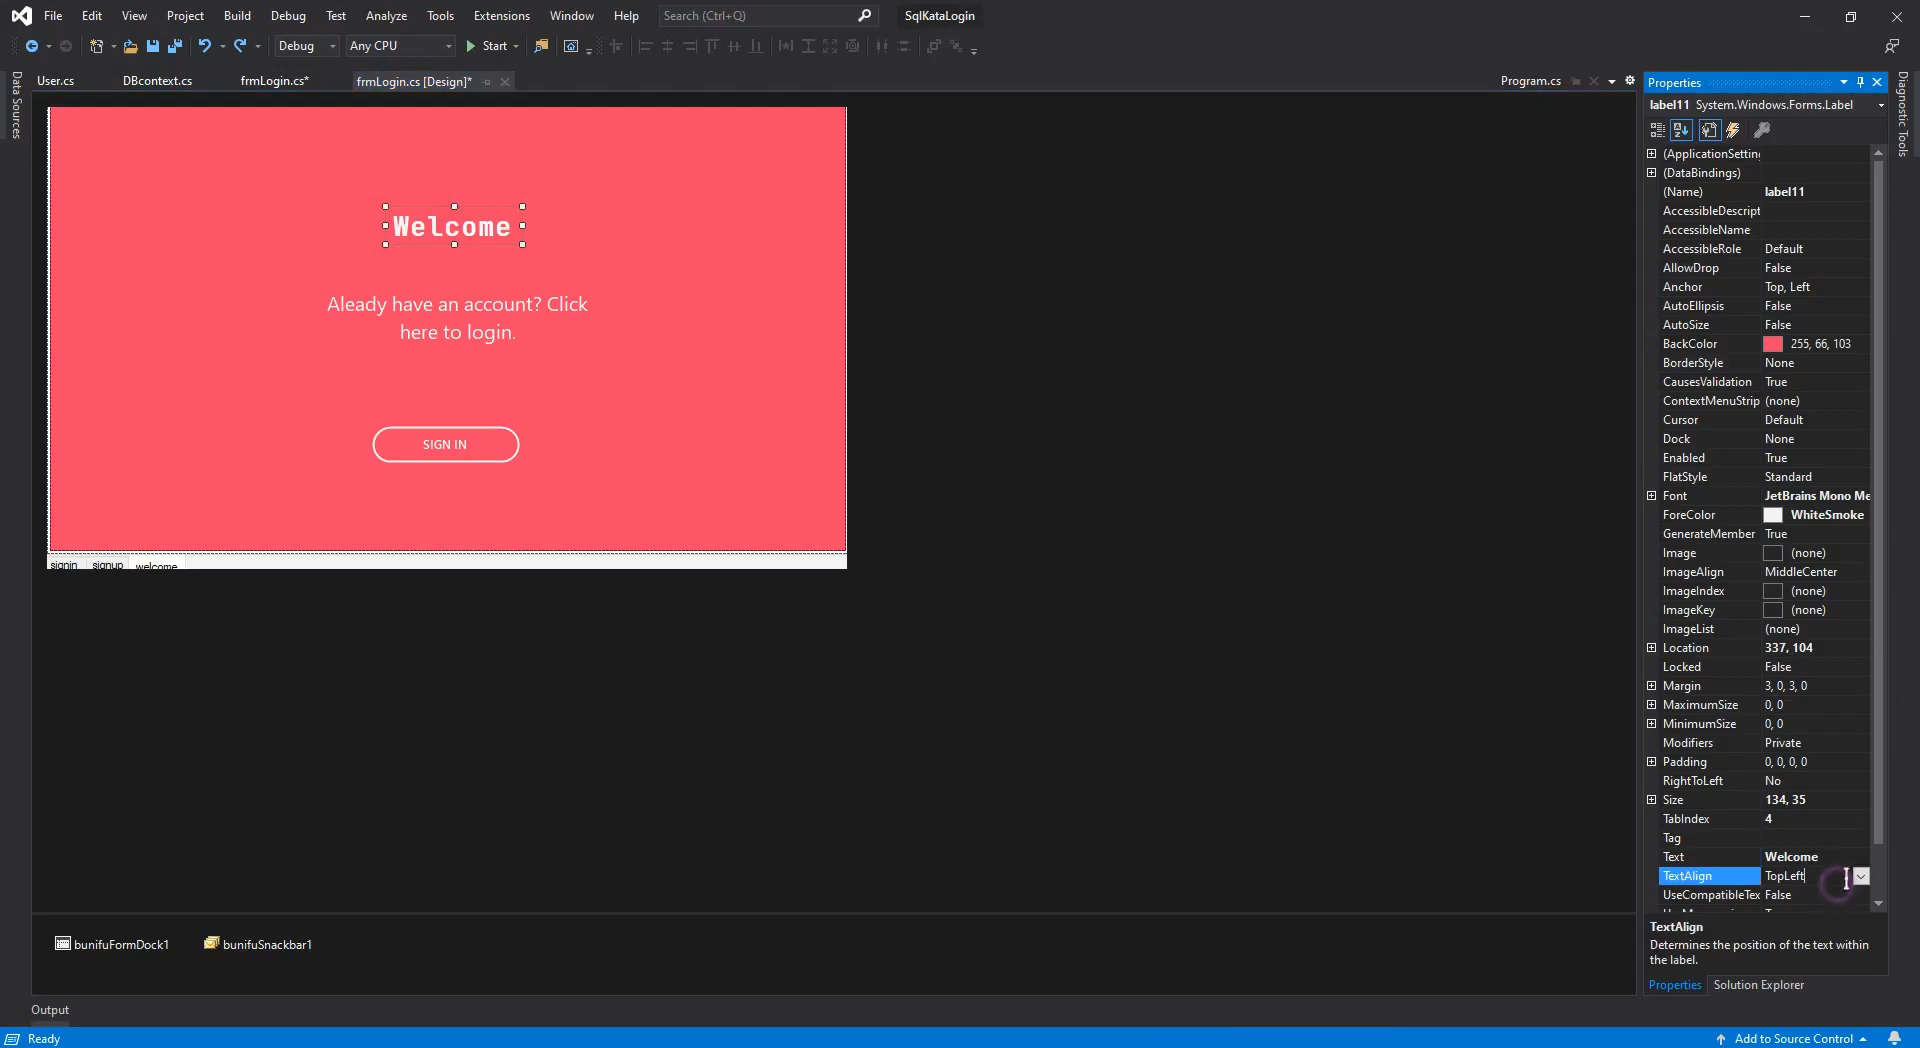 File Edit View Project Build Debug Test Analyze Tools Extensions Window Help Search (Ctrl+Q) SqlKataLogin
Debug Any CPU Start
User.cs DBcontext.cs frmLogin.cs* frmLogin.cs [Design]* Program.cs
Data Sources
Welcome
Aleady have an account? Click
here to login.
SIGN IN
signin signup welcome
bunifuFormDock1 bunifuSnackbar1
Output
Properties
label11 System.Windows.Forms.Label
(ApplicationSetting
(DataBindings)
(Name) label11
AccessibleDescript
AccessibleName
AccessibleRole Default
AllowDrop False
Anchor Top, Left
AutoEllipsis False
AutoSize False
BackColor 255, 66, 103
BorderStyle None
CausesValidation True
ContextMenuStrip (none)
Cursor Default
Dock None
Enabled True
FlatStyle Standard
Font JetBrains Mono Me
ForeColor WhiteSmoke
GenerateMember True
Image (none)
ImageAlign MiddleCenter
ImageIndex (none)
ImageKey (none)
ImageList (none)
Location 337, 104
Locked False
Margin 3, 0, 3, 0
MaximumSize 0, 0
MinimumSize 0, 0
Modifiers Private
Padding 0, 0, 0, 0
RightToLeft No
Size 134, 35
TabIndex 4
Tag
Text Welcome
TextAlign TopLeft
UseCompatibleTex False
TextAlign
Determines the position of the text within
the label.
Properties Solution Explorer
Diagnostic Tools
Ready Add to Source Control